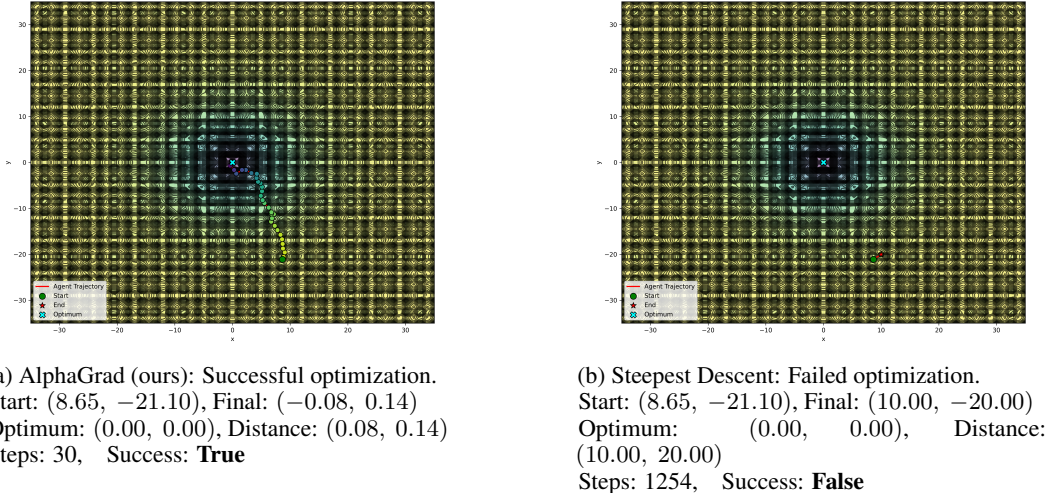 30
20
10
0
−10
−20
−30
y
−30
−20
−10
0
10
20
30
x
Agent Trajectory
Start
End
Optimum
30
20
10
0
−10
−20
−30
y
−30
−20
−10
0
10
20
30
x
Agent Trajectory
Start
End
Optimum
a) AlphaGrad (ours): Successful optimization.
tart: (8.65, −21.10), Final: (−0.08, 0.14)
Optimum: (0.00, 0.00), Distance: (0.08, 0.14)
teps: 30, Success: True
(b) Steepest Descent: Failed optimization.
Start: (8.65, −21.10), Final: (10.00, −20.00)
Optimum: (0.00, 0.00), Distance:
(10.00, 20.00)
Steps: 1254, Success: False